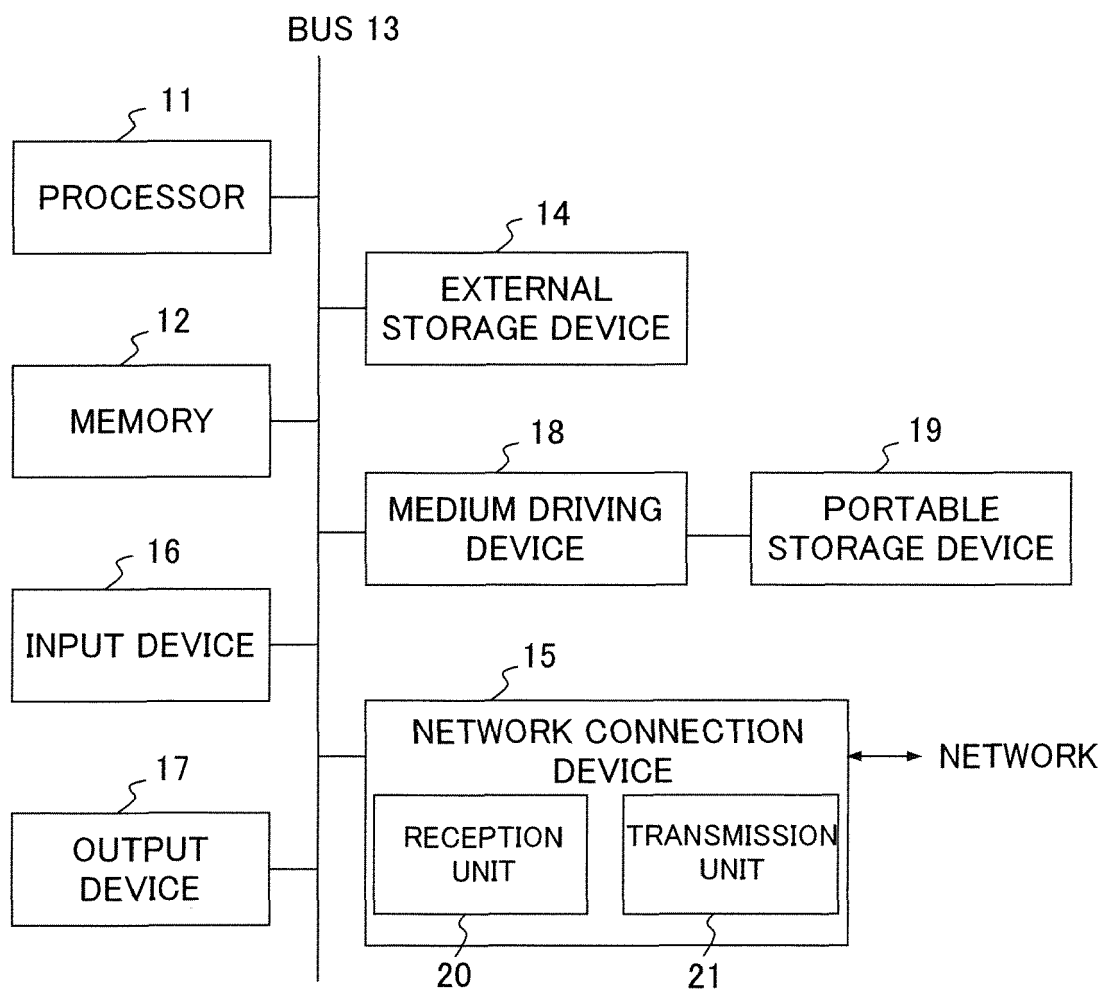 BUS 13
11
PROCESSOR
14
EXTERNAL
STORAGE DEVICE
12
MEMORY
18
MEDIUM DRIVING
DEVICE
19
PORTABLE
STORAGE DEVICE
16
INPUT DEVICE
15
NETWORK CONNECTION
DEVICE
NETWORK
17
OUTPUT
DEVICE
RECEPTION
UNIT
TRANSMISSION
UNIT
20
21